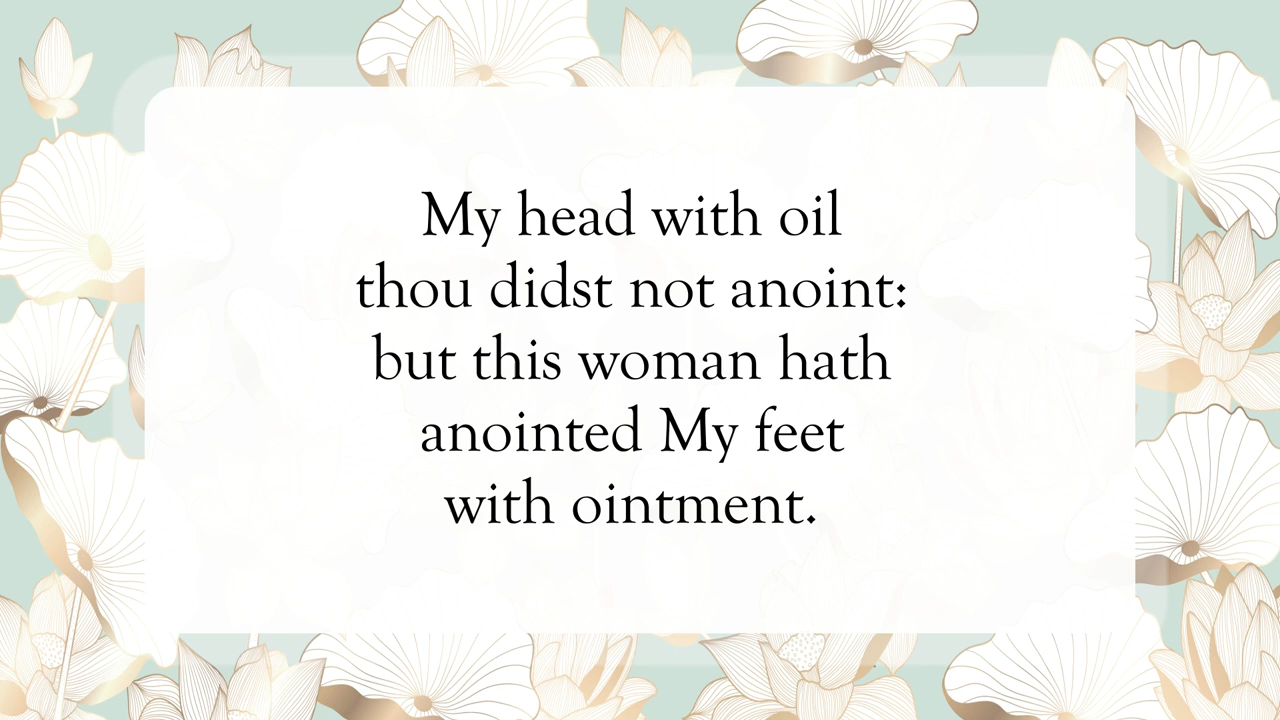 My head with oil
thou didst not anoint:
but this woman hath
anointed My feet
with ointment.